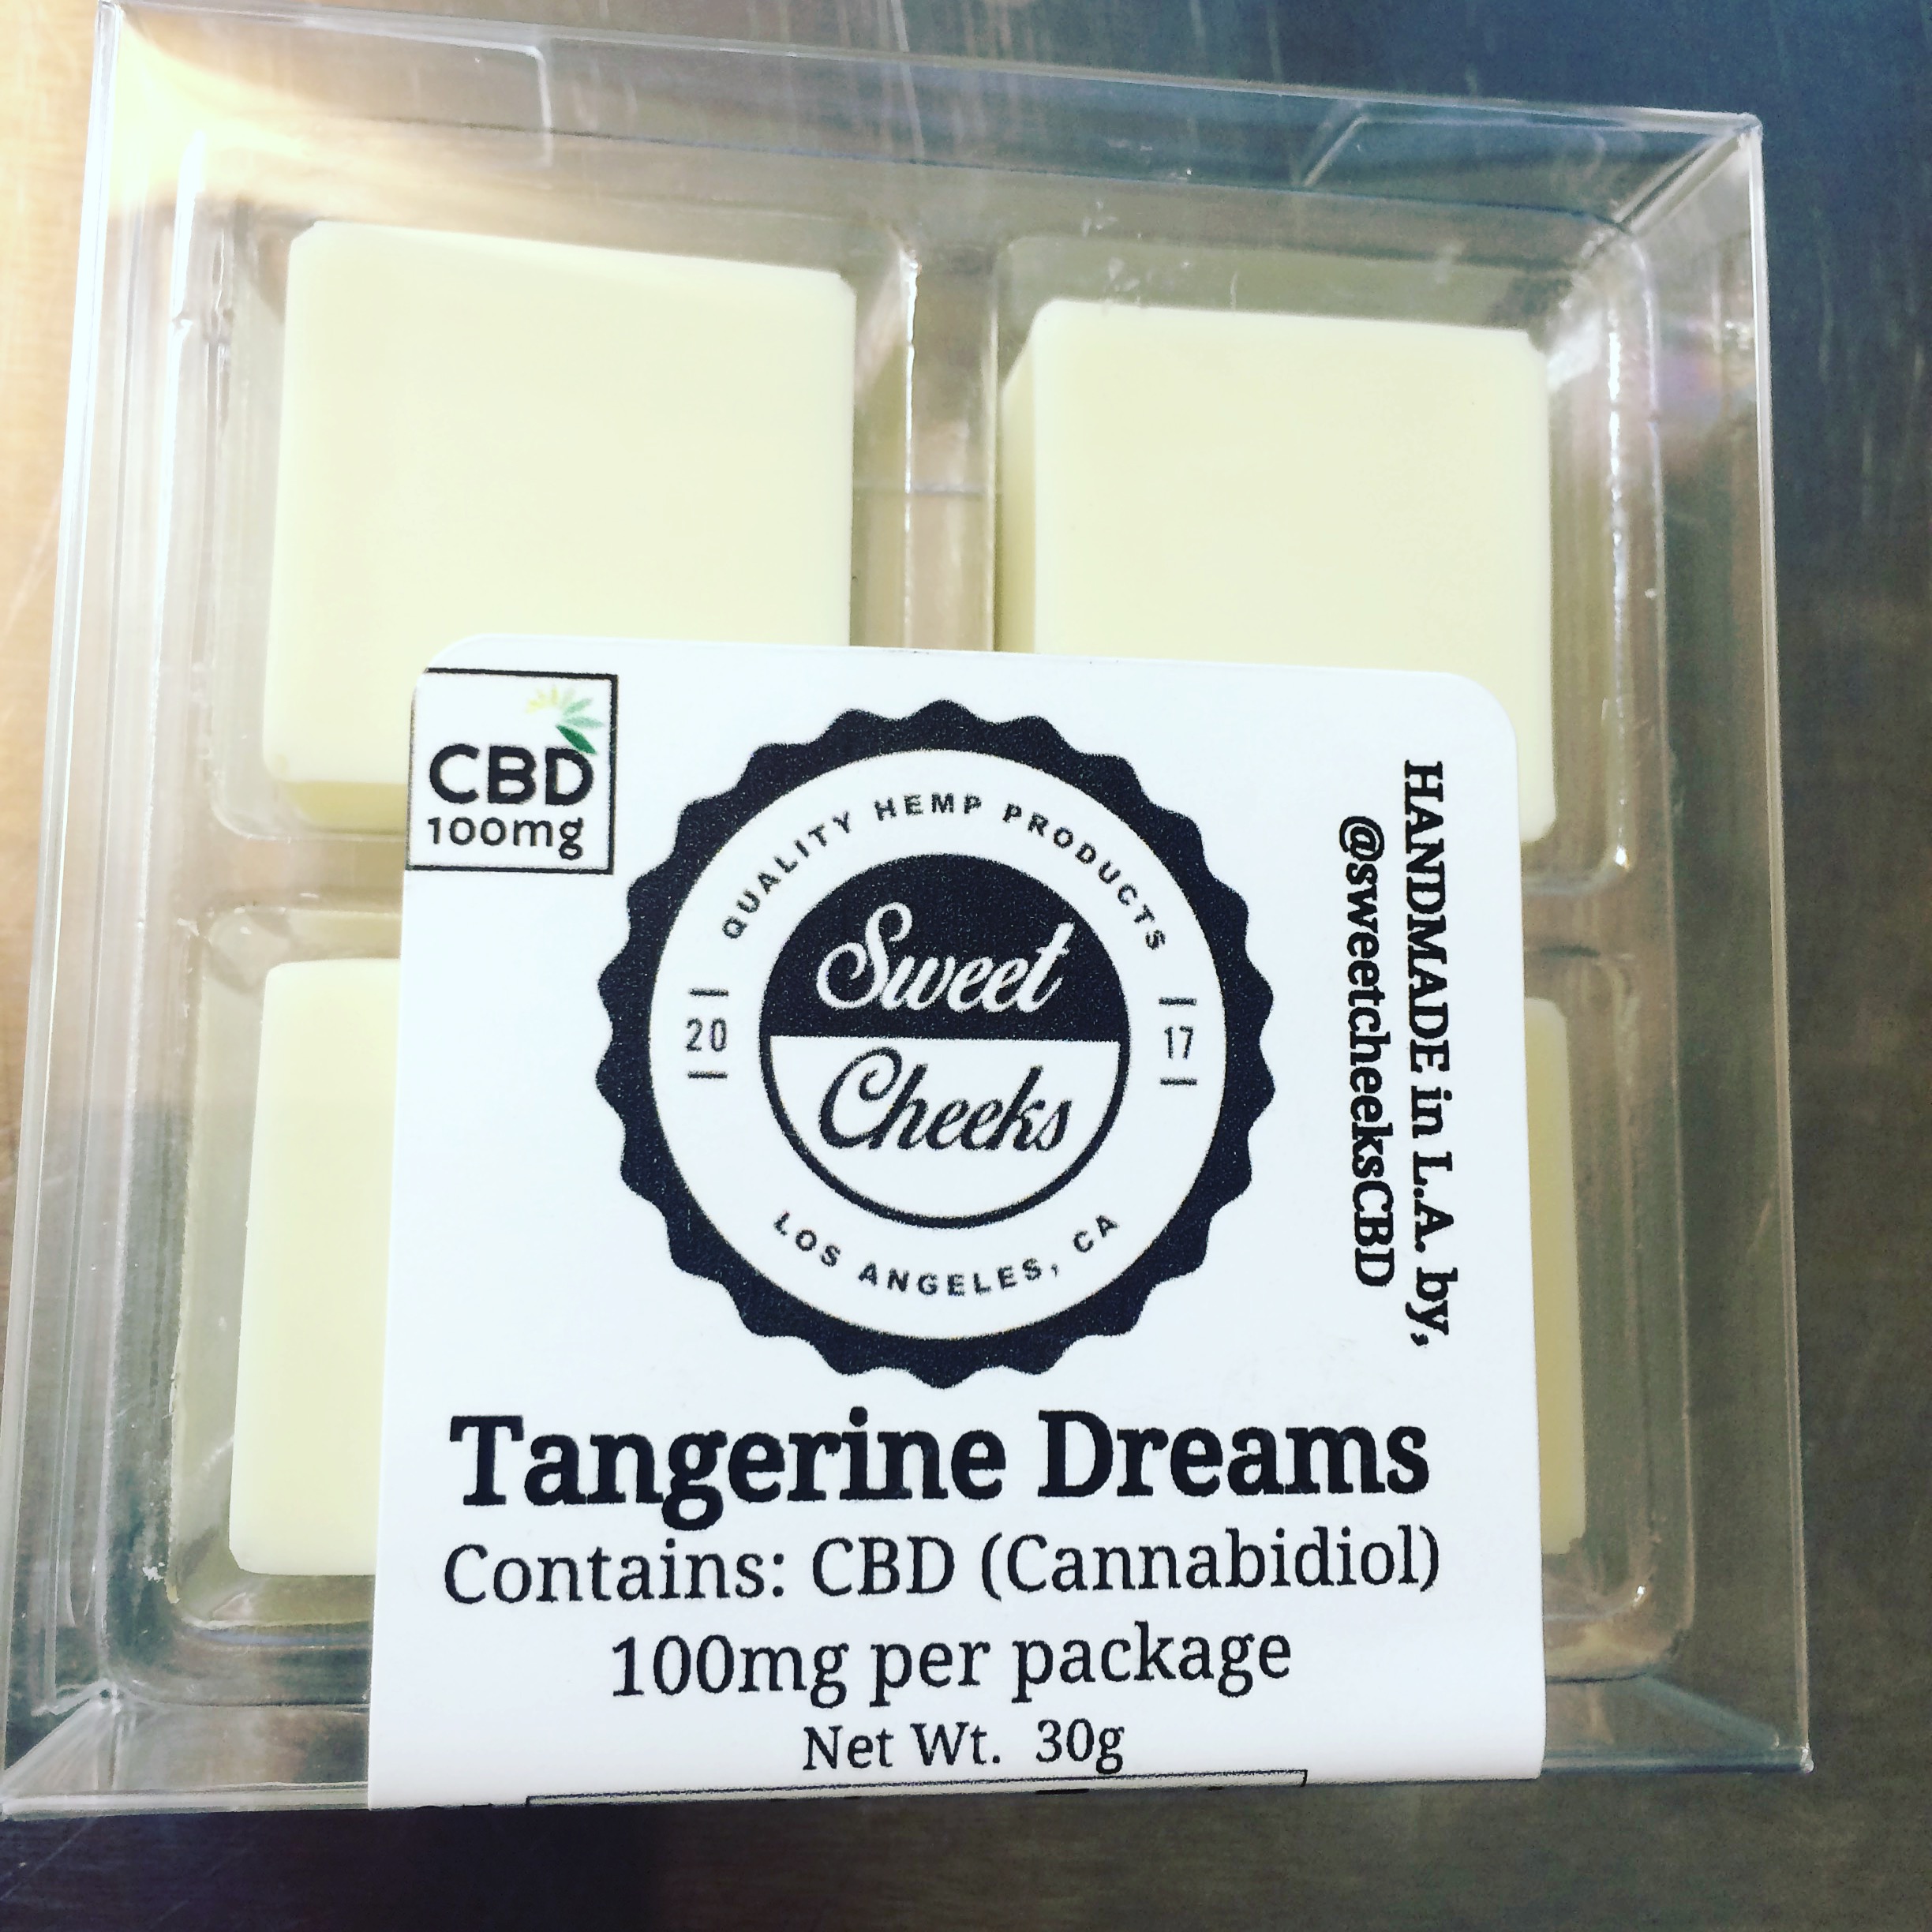 CBD
100mg
QUALITY HEMP PRODUCTS
Sweet
20 17
Cheeks
LOS ANGELES, CA
HANDMADE in L.A. by,
@sweetcheeksCBD
Tangerine Dreams
Contains: CBD (Cannabidiol)
100mg per package
Net Wt. 30g